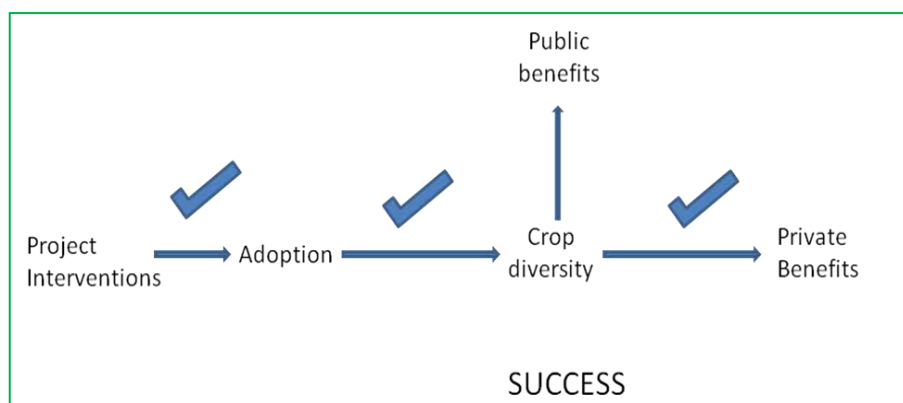 Public
benefits
Project
Interventions
Adoption
Crop
diversity
Private
Benefits
SUCCESS